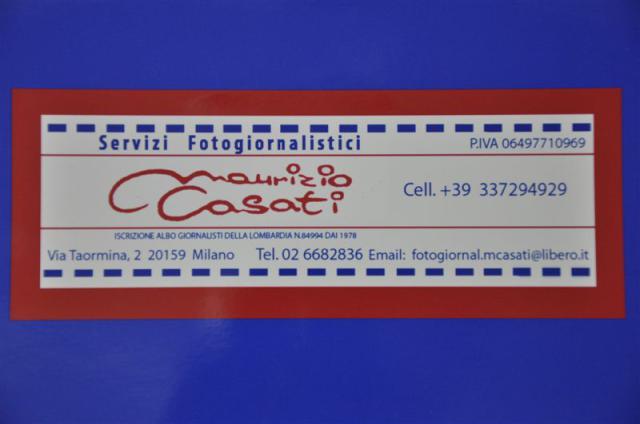 Servizi Fotogiornalistici P.IVA 06497710969
Maurizio
Casati
Cell. +39 337294929
ISCRIZIONE ALBO GIORNALISTI DELLA LOMBARDIA N.84994 DAl 1978
Via Taormina, 2 20159 Milano Tel. 02 6682836 Email: fotogiornal.mcasati@libero.it